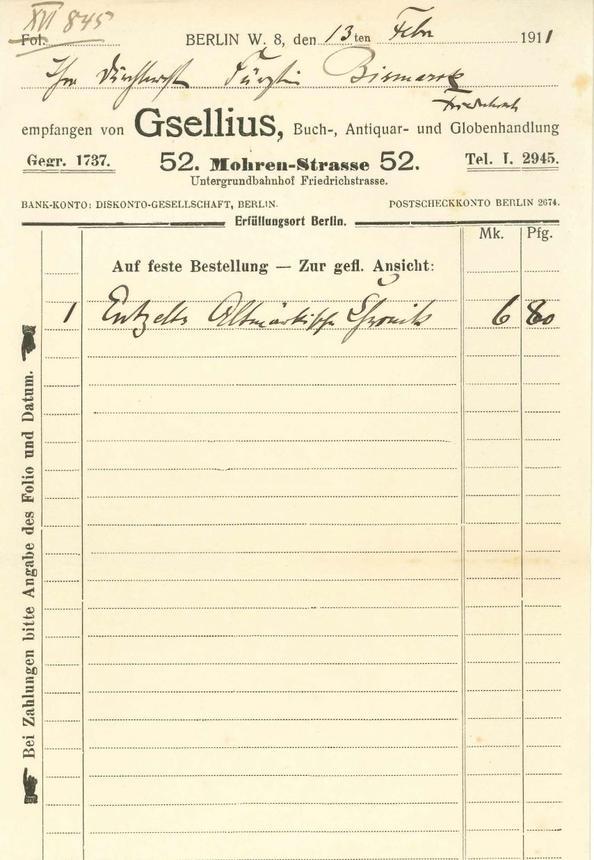 XVI 845
Fol. BERLIN W. 8, den 13ten Febr 1911
Ihre Durchlaucht Fürstin Bismarck
empfangen von Gsellius, Buch-, Antiquar- und Globenhandlung
Gegr. 1737. 52. Mohren-Strasse 52. Tel. I. 2945.
Untergrundbahnhof Friedrichstrasse.
BANK-KONTO: DISKONTO-GESELLSCHAFT, BERLIN. POSTSCHECKKONTO BERLIN 2674.
Erfüllungsort Berlin.
Mk. Pfg.
Auf feste Bestellung — Zur gefl. Ansicht:
1 Entzelts Altmärkische Chronik 6 80
Bei Zahlungen bitte Angabe des Folio und Datum.